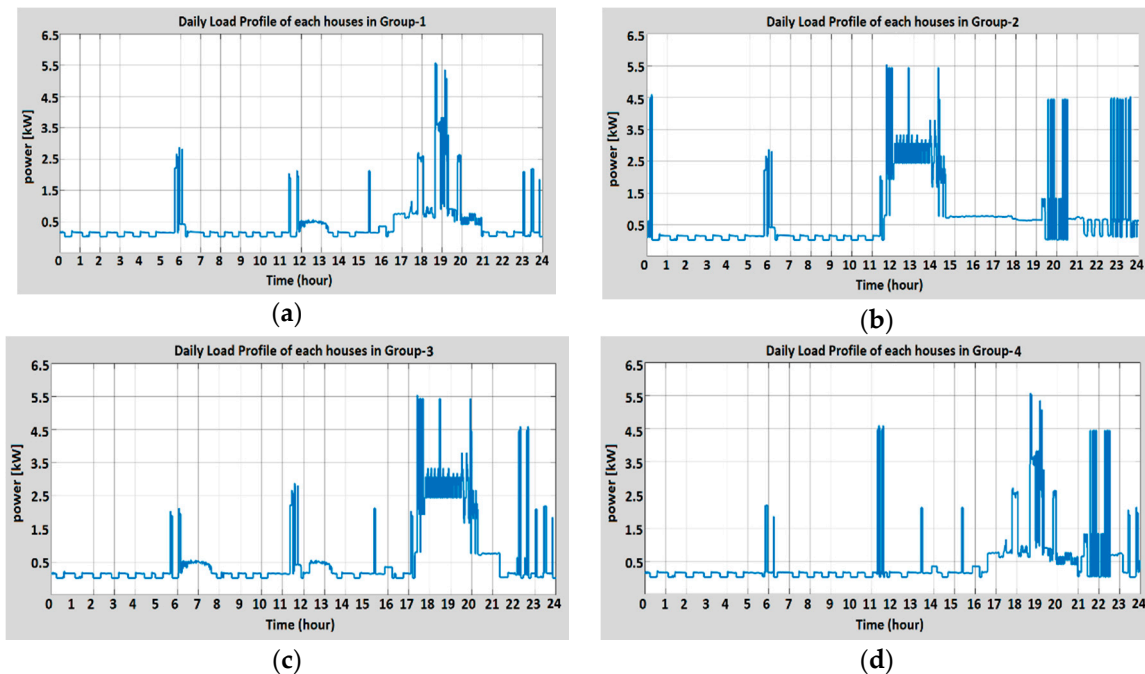 Daily Load Profile of each houses in Group-1
6.5
5.5
4.5
3.5
2.5
1.5
0.5
power [kW]
0 1 2 3 4 5 6 7 8 9 10 11 12 13 14 15 16 17 18 19 20 21 22 23 24
Time (hour)
(a)
Daily Load Profile of each houses in Group-2
6.5
5.5
4.5
3.5
2.5
1.5
0.5
power [kW]
0 1 2 3 4 5 6 7 8 9 10 11 12 13 14 15 16 17 18 19 20 21 22 23 24
Time (hour)
(b)
Daily Load Profile of each houses in Group-3
6.5
5.5
4.5
3.5
2.5
1.5
0.5
power [kW]
0 1 2 3 4 5 6 7 8 9 10 11 12 13 14 15 16 17 18 19 20 21 22 23 24
Time (hour)
(c)
Daily Load Profile of each houses in Group-4
6.5
5.5
4.5
3.5
2.5
1.5
0.5
power [kW]
0 1 2 3 4 5 6 7 8 9 10 11 12 13 14 15 16 17 18 19 20 21 22 23 24
Time (hour)
(d)